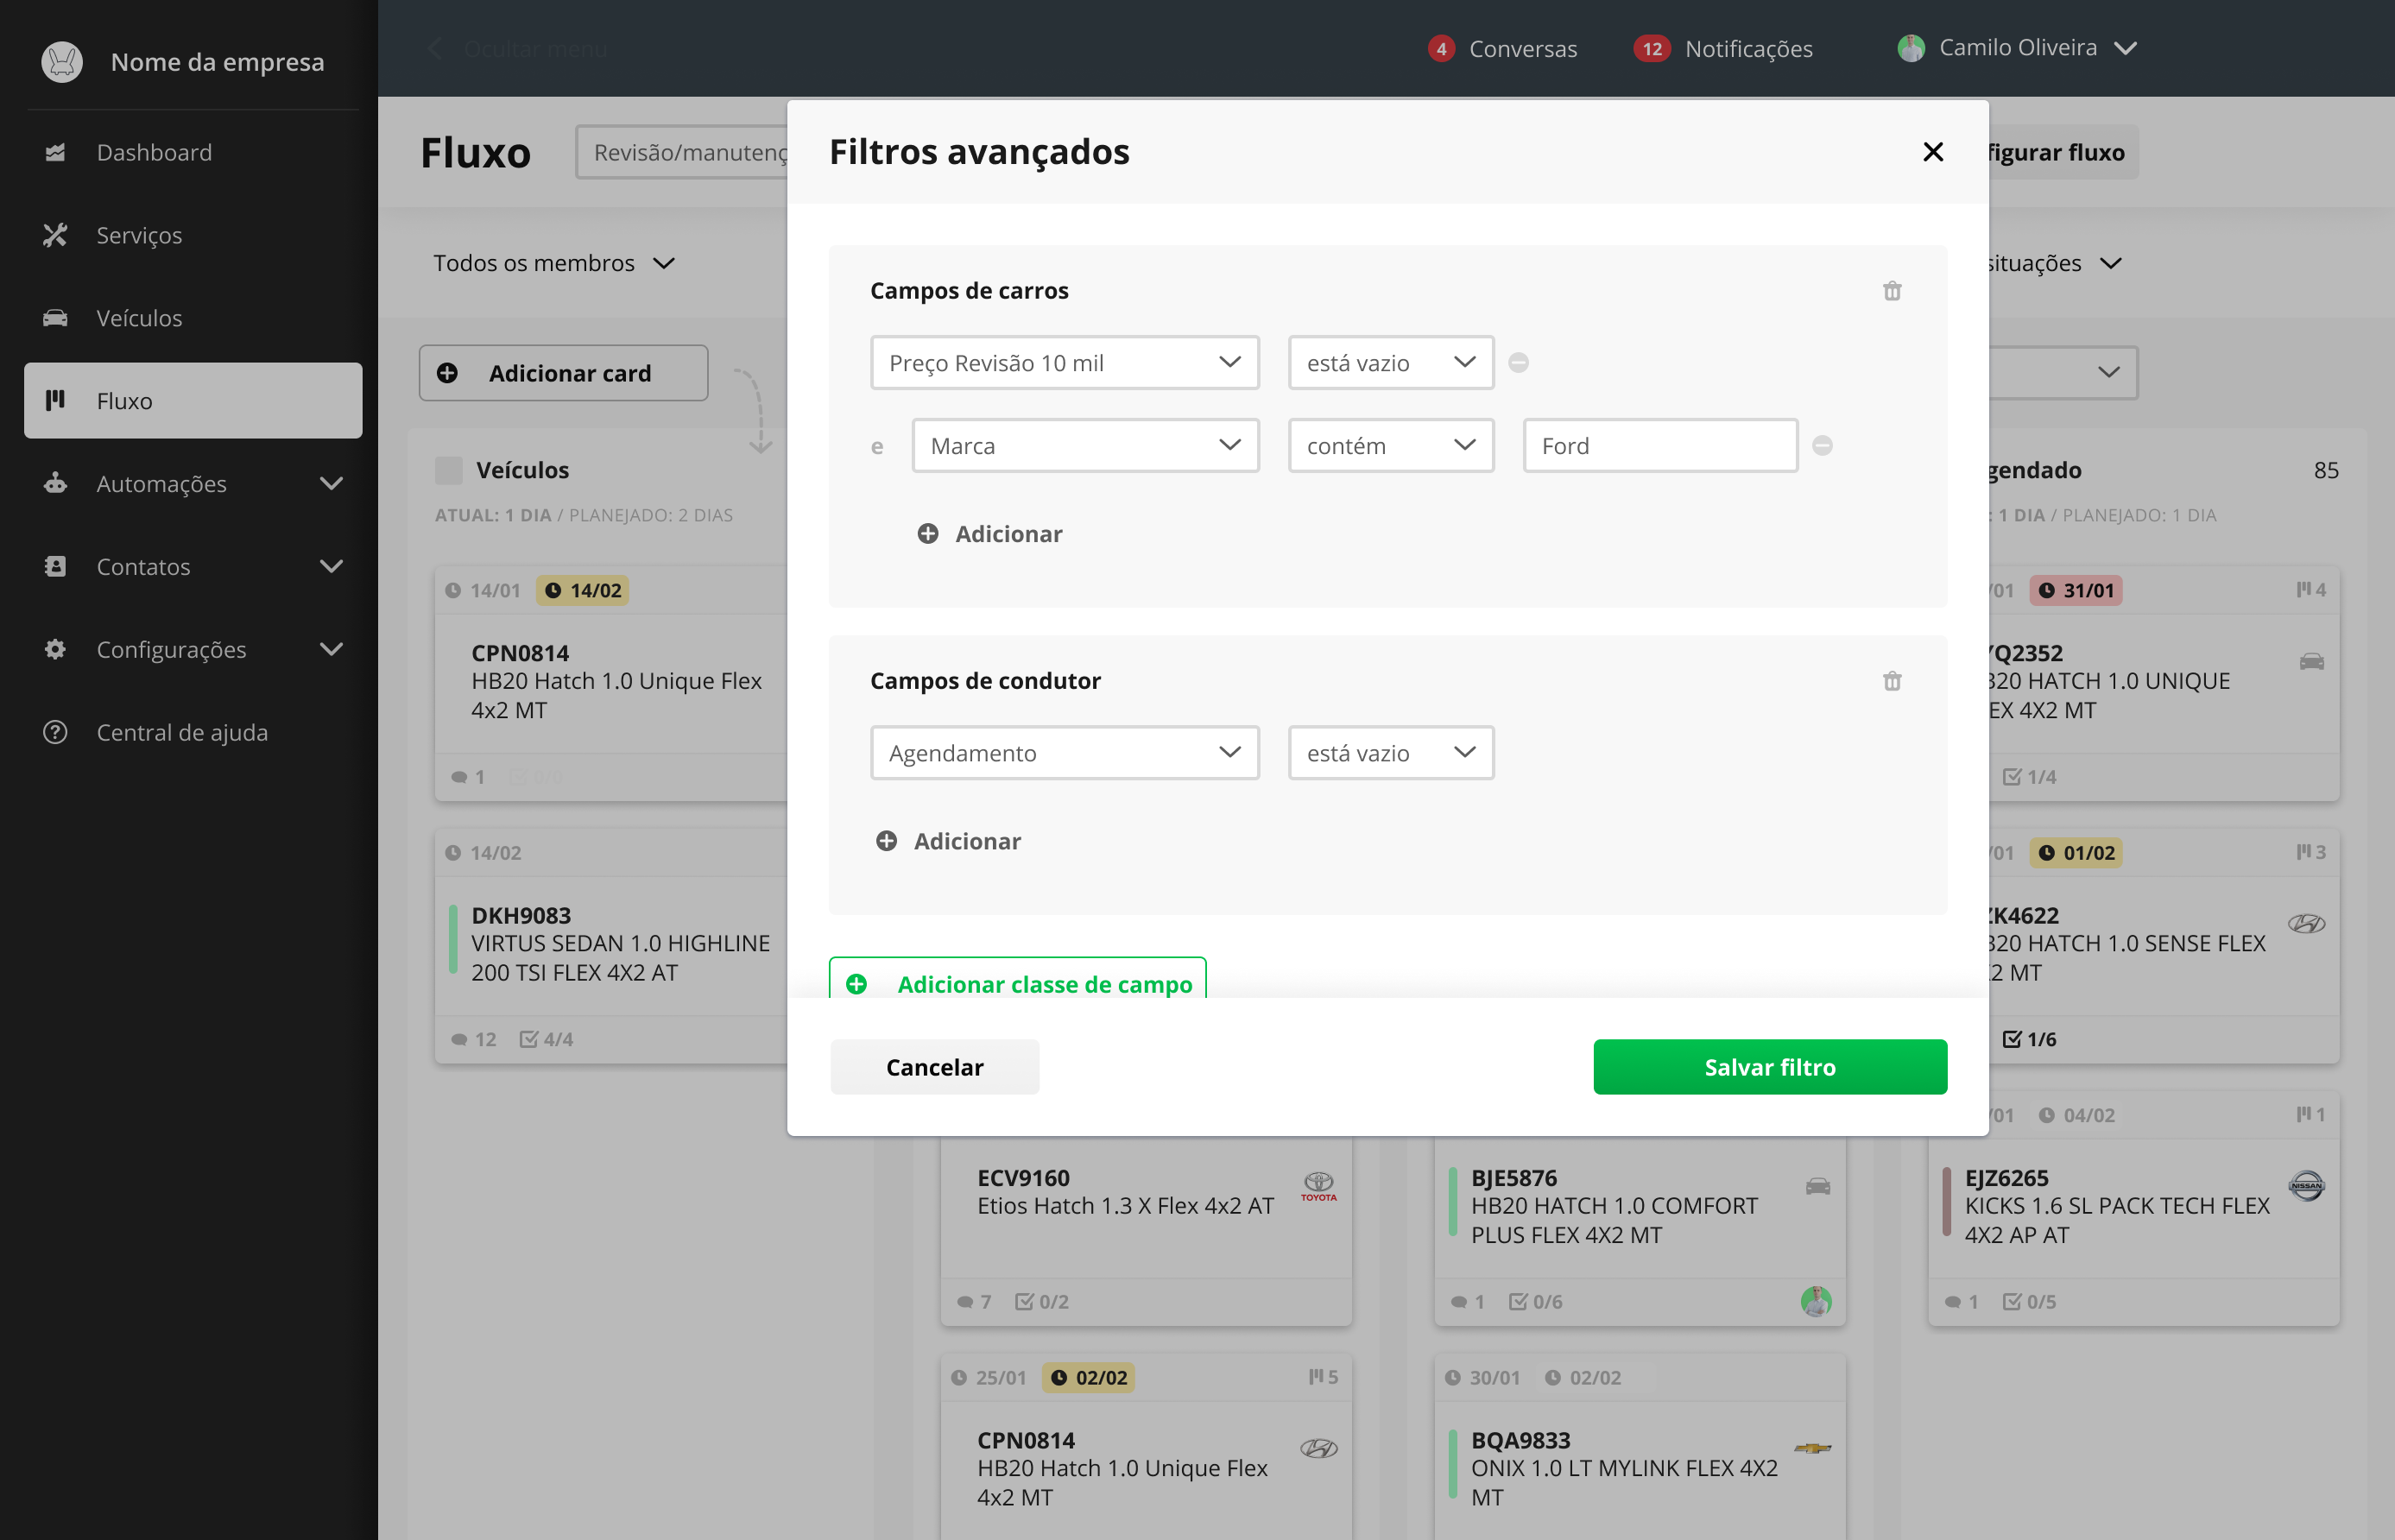 Nome da empresa
Dashboard
Serviços
Veículos
Fluxo
Automações
Contatos
Configurações
Central de ajuda
Ocultar menu
4 Conversas
12 Notificações
Camilo Oliveira
Fluxo
Revisão/manutenç
figurar fluxo
Todos os membros
situações
Adicionar card
Veículos
ATUAL: 1 DIA / PLANEJADO: 2 DIAS
14/01 14/02
CPN0814
HB20 Hatch 1.0 Unique Flex
4x2 MT
1 0/0
14/02
DKH9083
VIRTUS SEDAN 1.0 HIGHLINE
200 TSI FLEX 4X2 AT
12 4/4
Filtros avançados
Campos de carros
Preço Revisão 10 mil
está vazio
e
Marca
contém
Ford
Adicionar
Campos de condutor
Agendamento
está vazio
Adicionar
Adicionar classe de campo
Cancelar
Salvar filtro
ECV9160
Etios Hatch 1.3 X Flex 4x2 AT
TOYOTA
7 0/2
25/01 02/02 5
CPN0814
HB20 Hatch 1.0 Unique Flex
4x2 MT
BJE5876
HB20 HATCH 1.0 COMFORT
PLUS FLEX 4X2 MT
1 0/6
30/01 02/02
BQA9833
ONIX 1.0 LT MYLINK FLEX 4X2
MT
gendado 85
: 1 DIA / PLANEJADO: 1 DIA
/01 31/01 4
YQ2352
B20 HATCH 1.0 UNIQUE
EX 4X2 MT
1/4
/01 01/02 3
ZK4622
B20 HATCH 1.0 SENSE FLEX
2 MT
1/6
/01 04/02 1
EJZ6265
KICKS 1.6 SL PACK TECH FLEX
4X2 AP AT
NISSAN
1 0/5